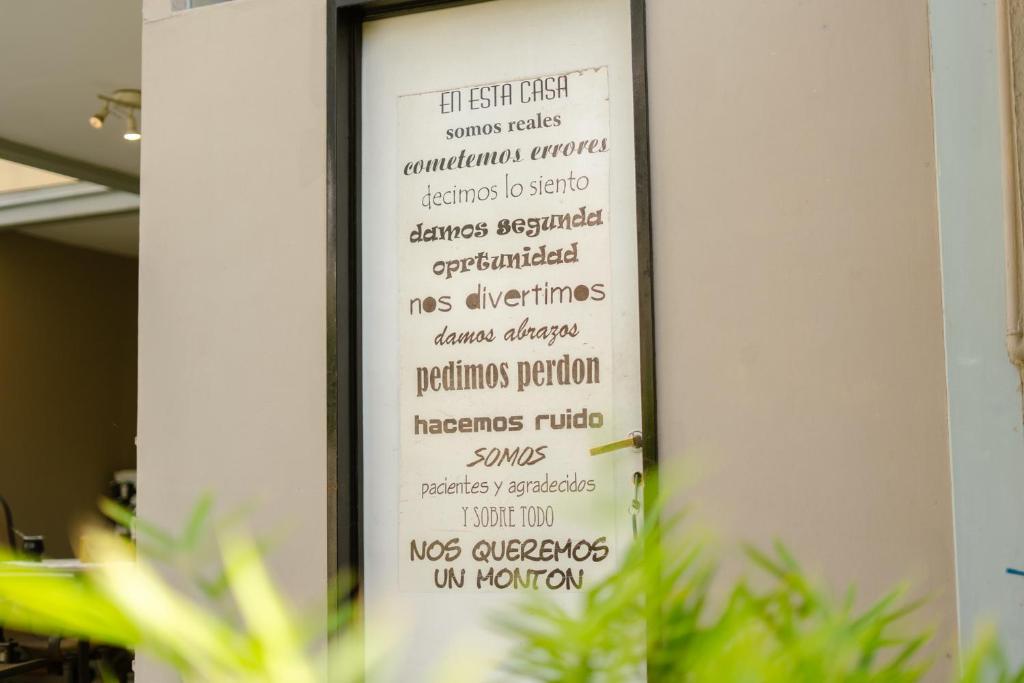 EN ESTA CASA
somos reales
cometemos errores
decimos lo siento
damos segunda
oprtunidad
nos divertimos
damos abrazos
pedimos perdon
hacemos ruido
SOMOS
pacientes y agradecidos
Y SOBRE TODO
NOS QUEREMOS
UN MONTON